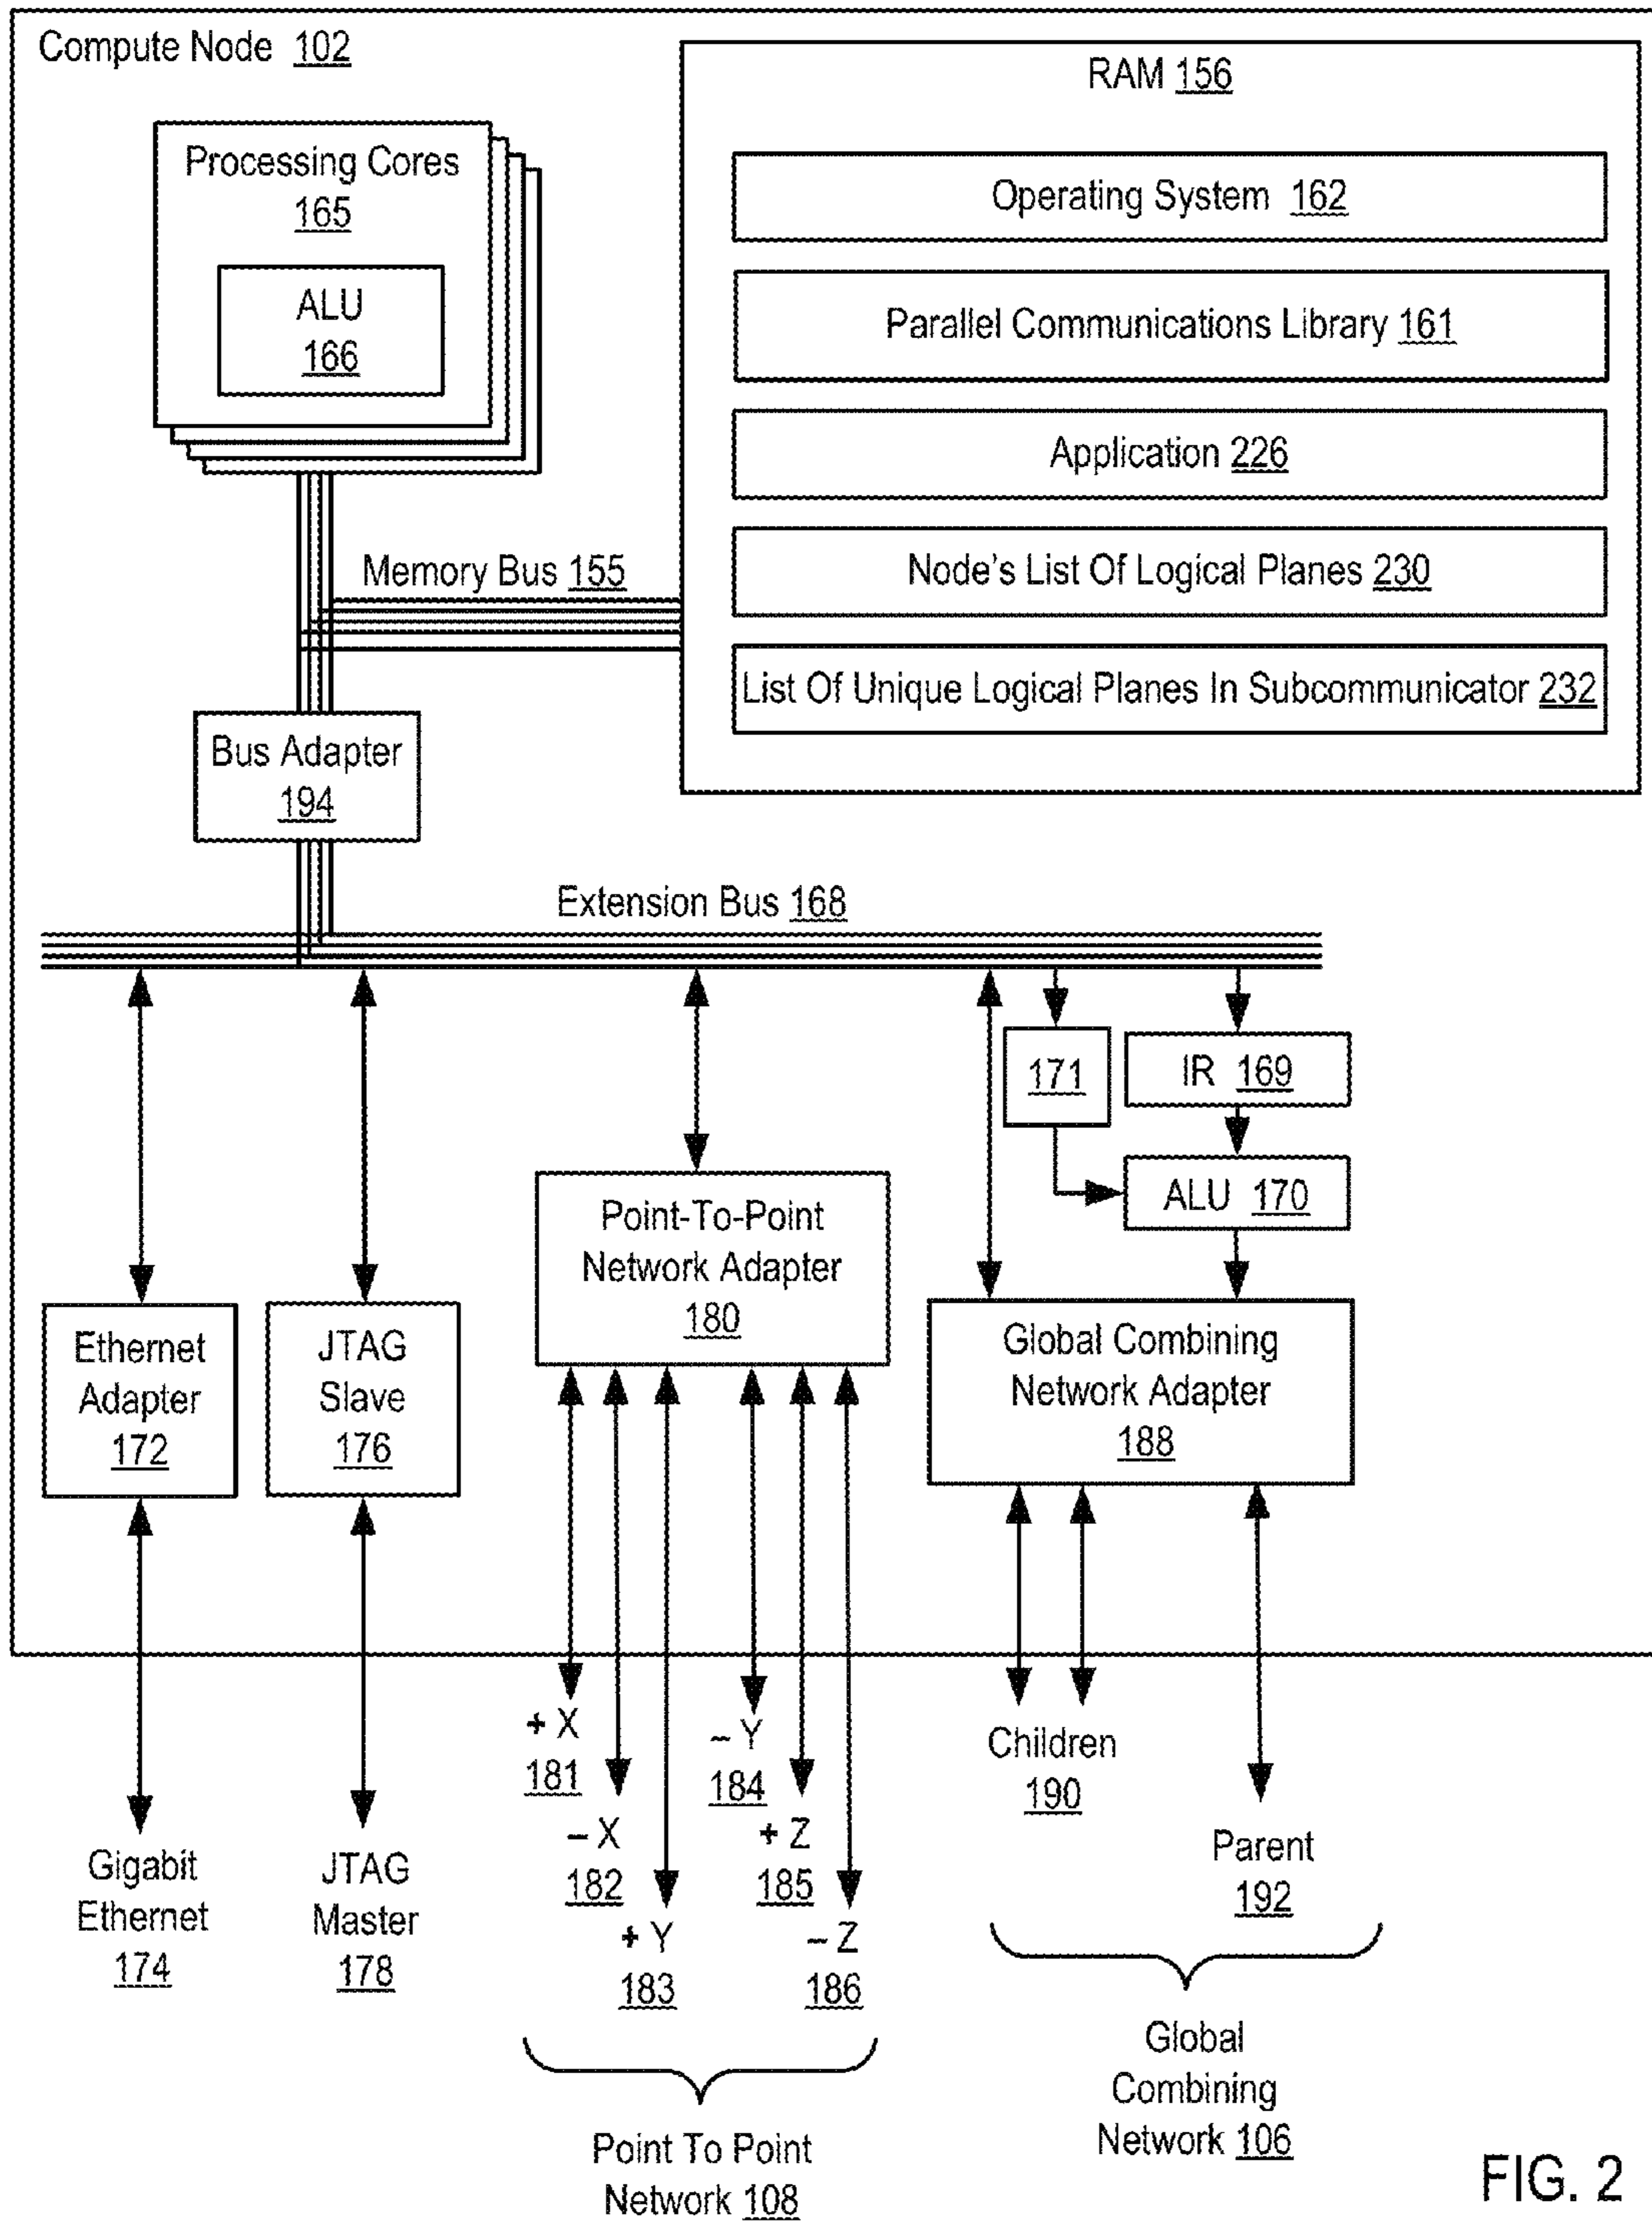 Compute Node 102
RAM 156
Processing Cores
165
ALU
166
Operating System 162
Parallel Communications Library 161
Application 226
Node's List Of Logical Planes 230
List Of Unique Logical Planes In Subcommunicator 232
Memory Bus 155
Bus Adapter
194
Extension Bus 168
171
IR 169
ALU 170
Point-To-Point
Network Adapter
180
Ethernet
Adapter
172
JTAG
Slave
176
Global Combining
Network Adapter
188
+ X
181
– X
182
+ Y
183
– Y
184
+ Z
185
– Z
186
Children
190
Parent
192
Gigabit
Ethernet
174
JTAG
Master
178
Point To Point
Network 108
Global
Combining
Network 106
FIG. 2